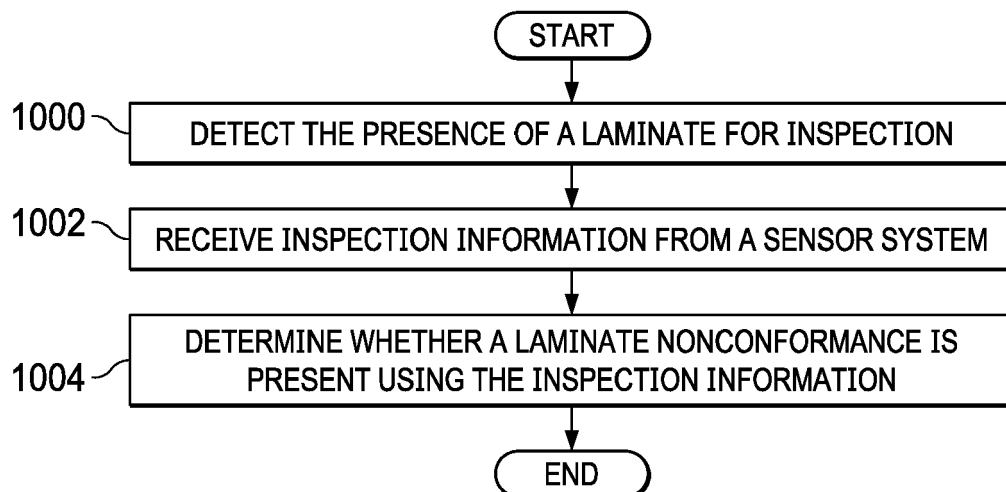 START
1000
DETECT THE PRESENCE OF A LAMINATE FOR INSPECTION
1002
RECEIVE INSPECTION INFORMATION FROM A SENSOR SYSTEM
1004
DETERMINE WHETHER A LAMINATE NONCONFORMANCE IS
PRESENT USING THE INSPECTION INFORMATION
END